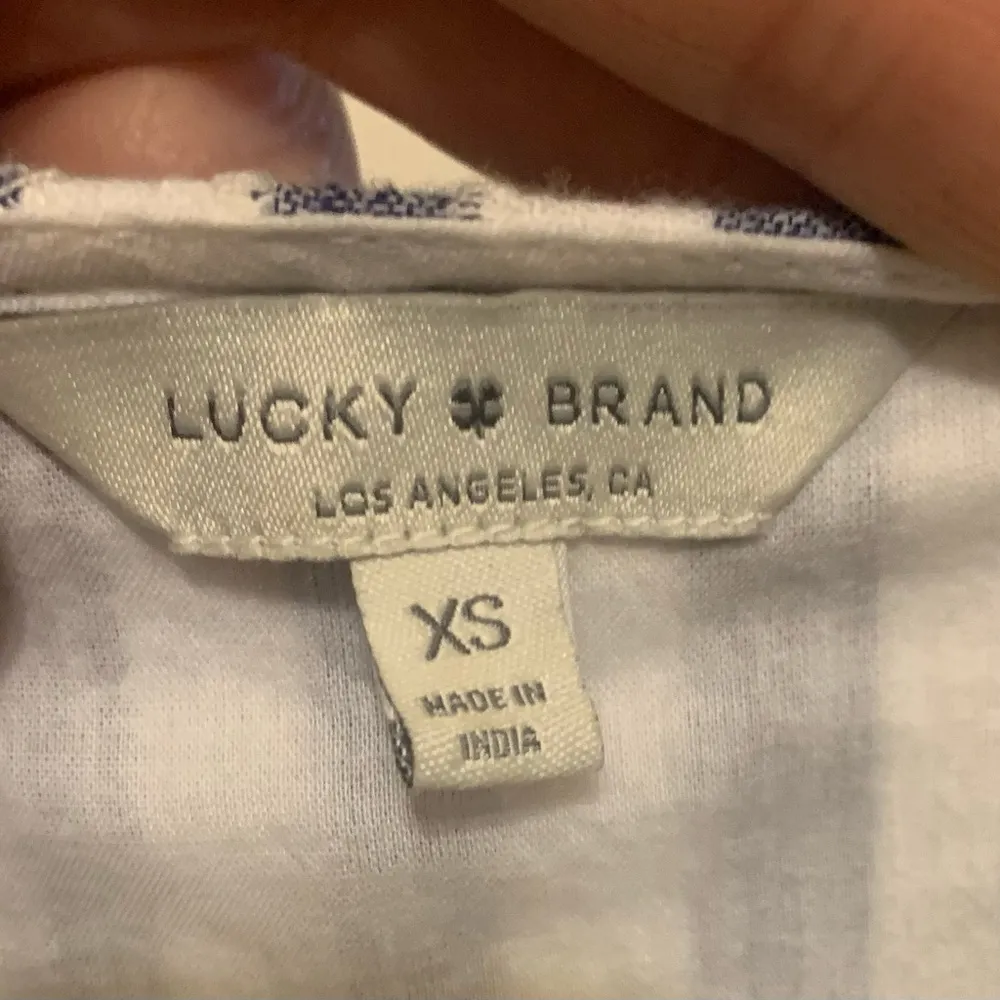 LUCKY BRAND
LOS ANGELES, CA
XS
MADE IN
INDIA